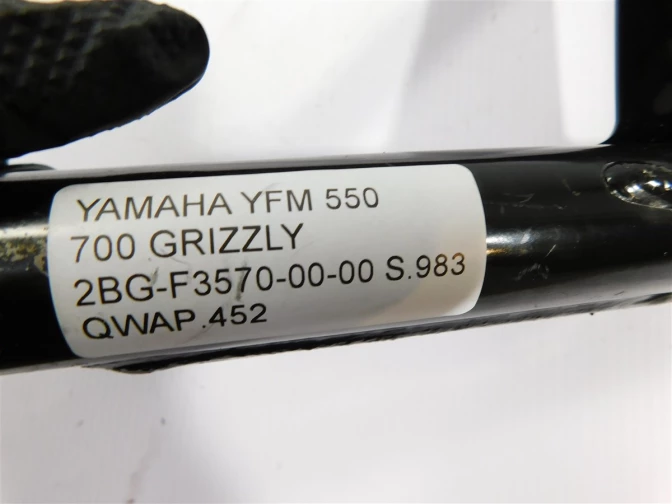 YAMAHA YFM 550
700 GRIZZLY
2BG-F3570-00-00 S.983
QWAP.452